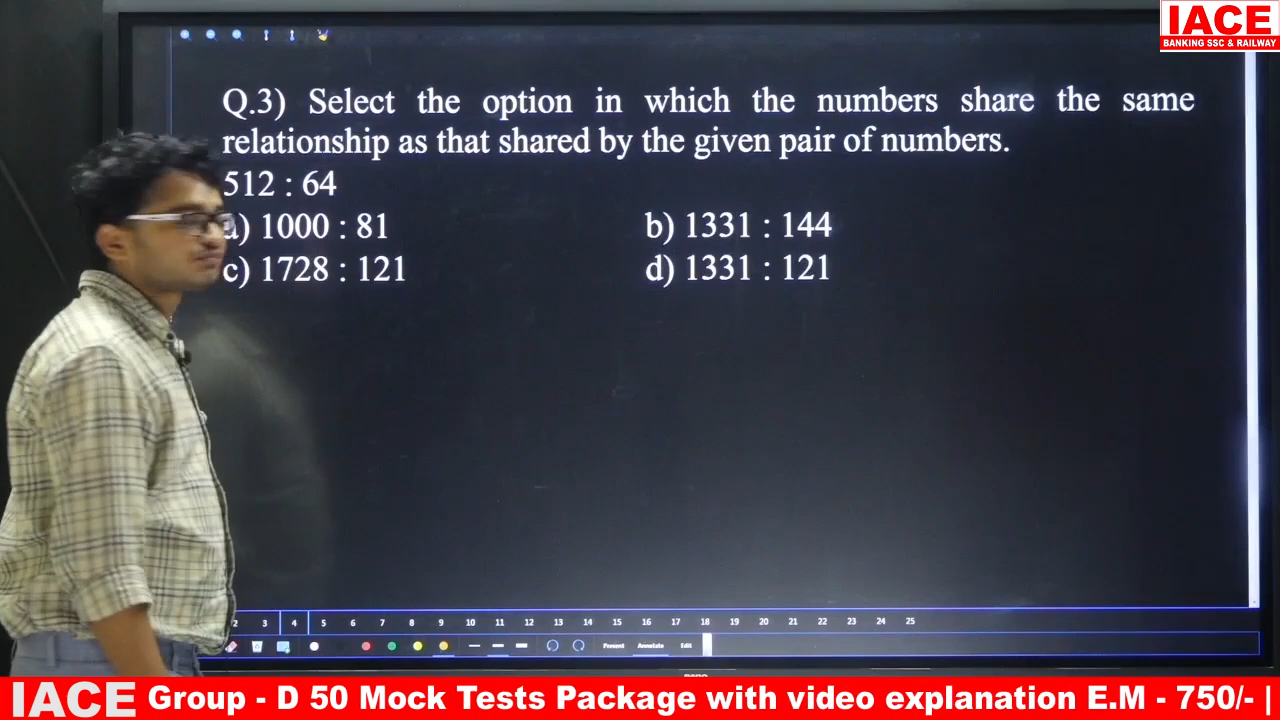 IACE
BANKING SSC & RAILWAY
Q.3) Select the option in which the numbers share the same
relationship as that shared by the given pair of numbers.
512 : 64
a) 1000 : 81 b) 1331 : 144
c) 1728 : 121 d) 1331 : 121
2 3 4 5 6 7 8 9 10 11 12 13 14 15 16 17 18 19 20 21 22 23 24 25
Present Annotate Edit
IACE Group - D 50 Mock Tests Package with video explanation E.M - 750/- |